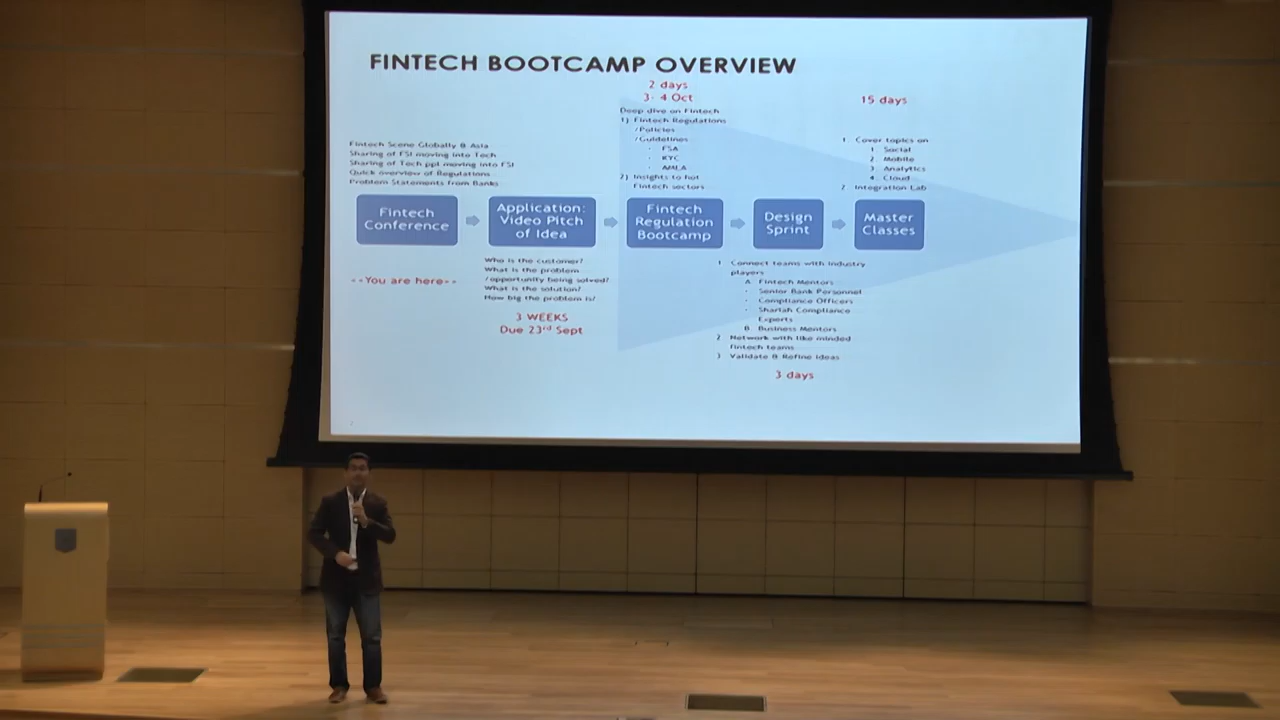 FINTECH BOOTCAMP OVERVIEW
2 days
3- 4 Oct
15 days
Deep dive on Fintech
1) Fintech Regulations
/Policies
/Guidelines
- FSA
- KYC
- AMLA
2) Insights to hot
Fintech sectors
1. Cover topics on
1. Social
2. Mobile
3. Analytics
4. Cloud
2. Integration Lab
Fintech Scene Globally & Asia
Sharing of FSI moving into Tech
Sharing of Tech ppl moving into FSI
Quick overview of Regulations
Problem Statements from Banks
Fintech
Conference
Application:
Video Pitch
of Idea
Fintech
Regulation
Bootcamp
Design
Sprint
Master
Classes
--You are here--
Who is the customer?
What is the problem
/opportunity being solved?
What is the solution?
How big the problem is?
3 WEEKS
Due 23rd Sept
1. Connect teams with industry
players
A. Fintech Mentors
- Senior Bank Personnel
- Compliance Officers
- Shariah Compliance
Experts
B. Business Mentors
2. Network with like minded
fintech teams
3. Validate & Refine ideas
3 days